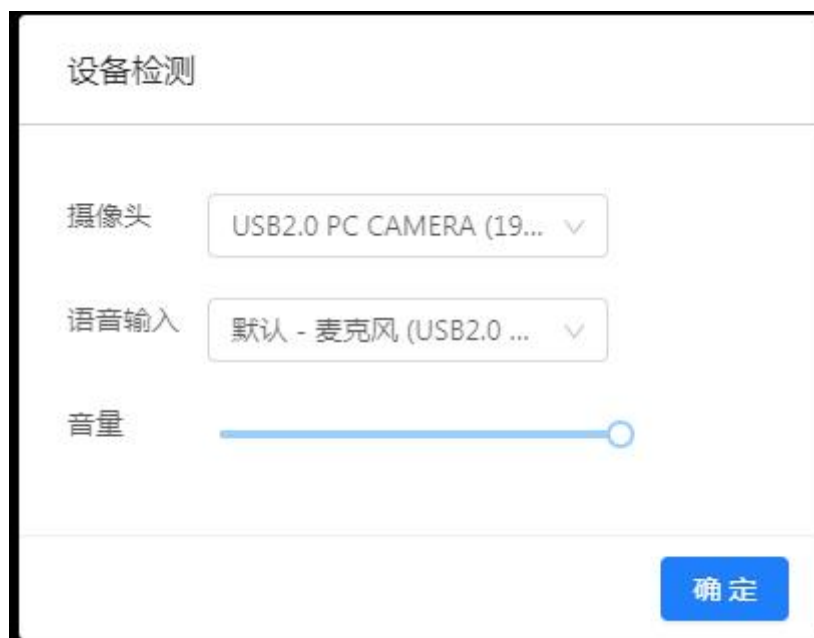 设备检测
摄像头 USB2.0 PC CAMERA (19...
语音输入 默认 - 麦克风 (USB2.0 ...
音量
确 定